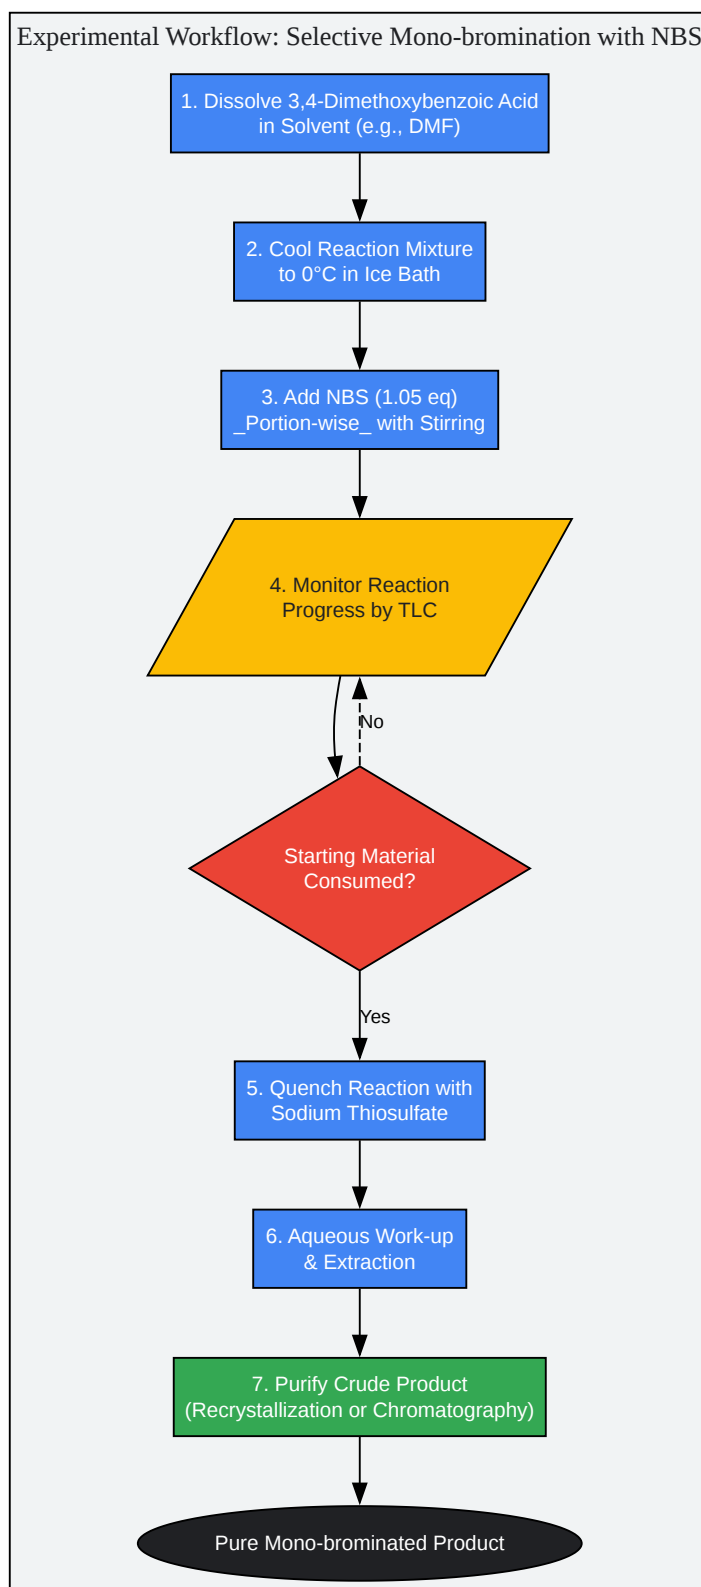 Experimental Workflow: Selective Mono-bromination with NBS
1. Dissolve 3,4-Dimethoxybenzoic Acid
in Solvent (e.g., DMF)
2. Cool Reaction Mixture
to 0°C in Ice Bath
3. Add NBS (1.05 eq)
_Portion-wise_ with Stirring
4. Monitor Reaction
Progress by TLC
No
Starting Material
Consumed?
Yes
5. Quench Reaction with
Sodium Thiosulfate
6. Aqueous Work-up
& Extraction
7. Purify Crude Product
(Recrystallization or Chromatography)
Pure Mono-brominated Product